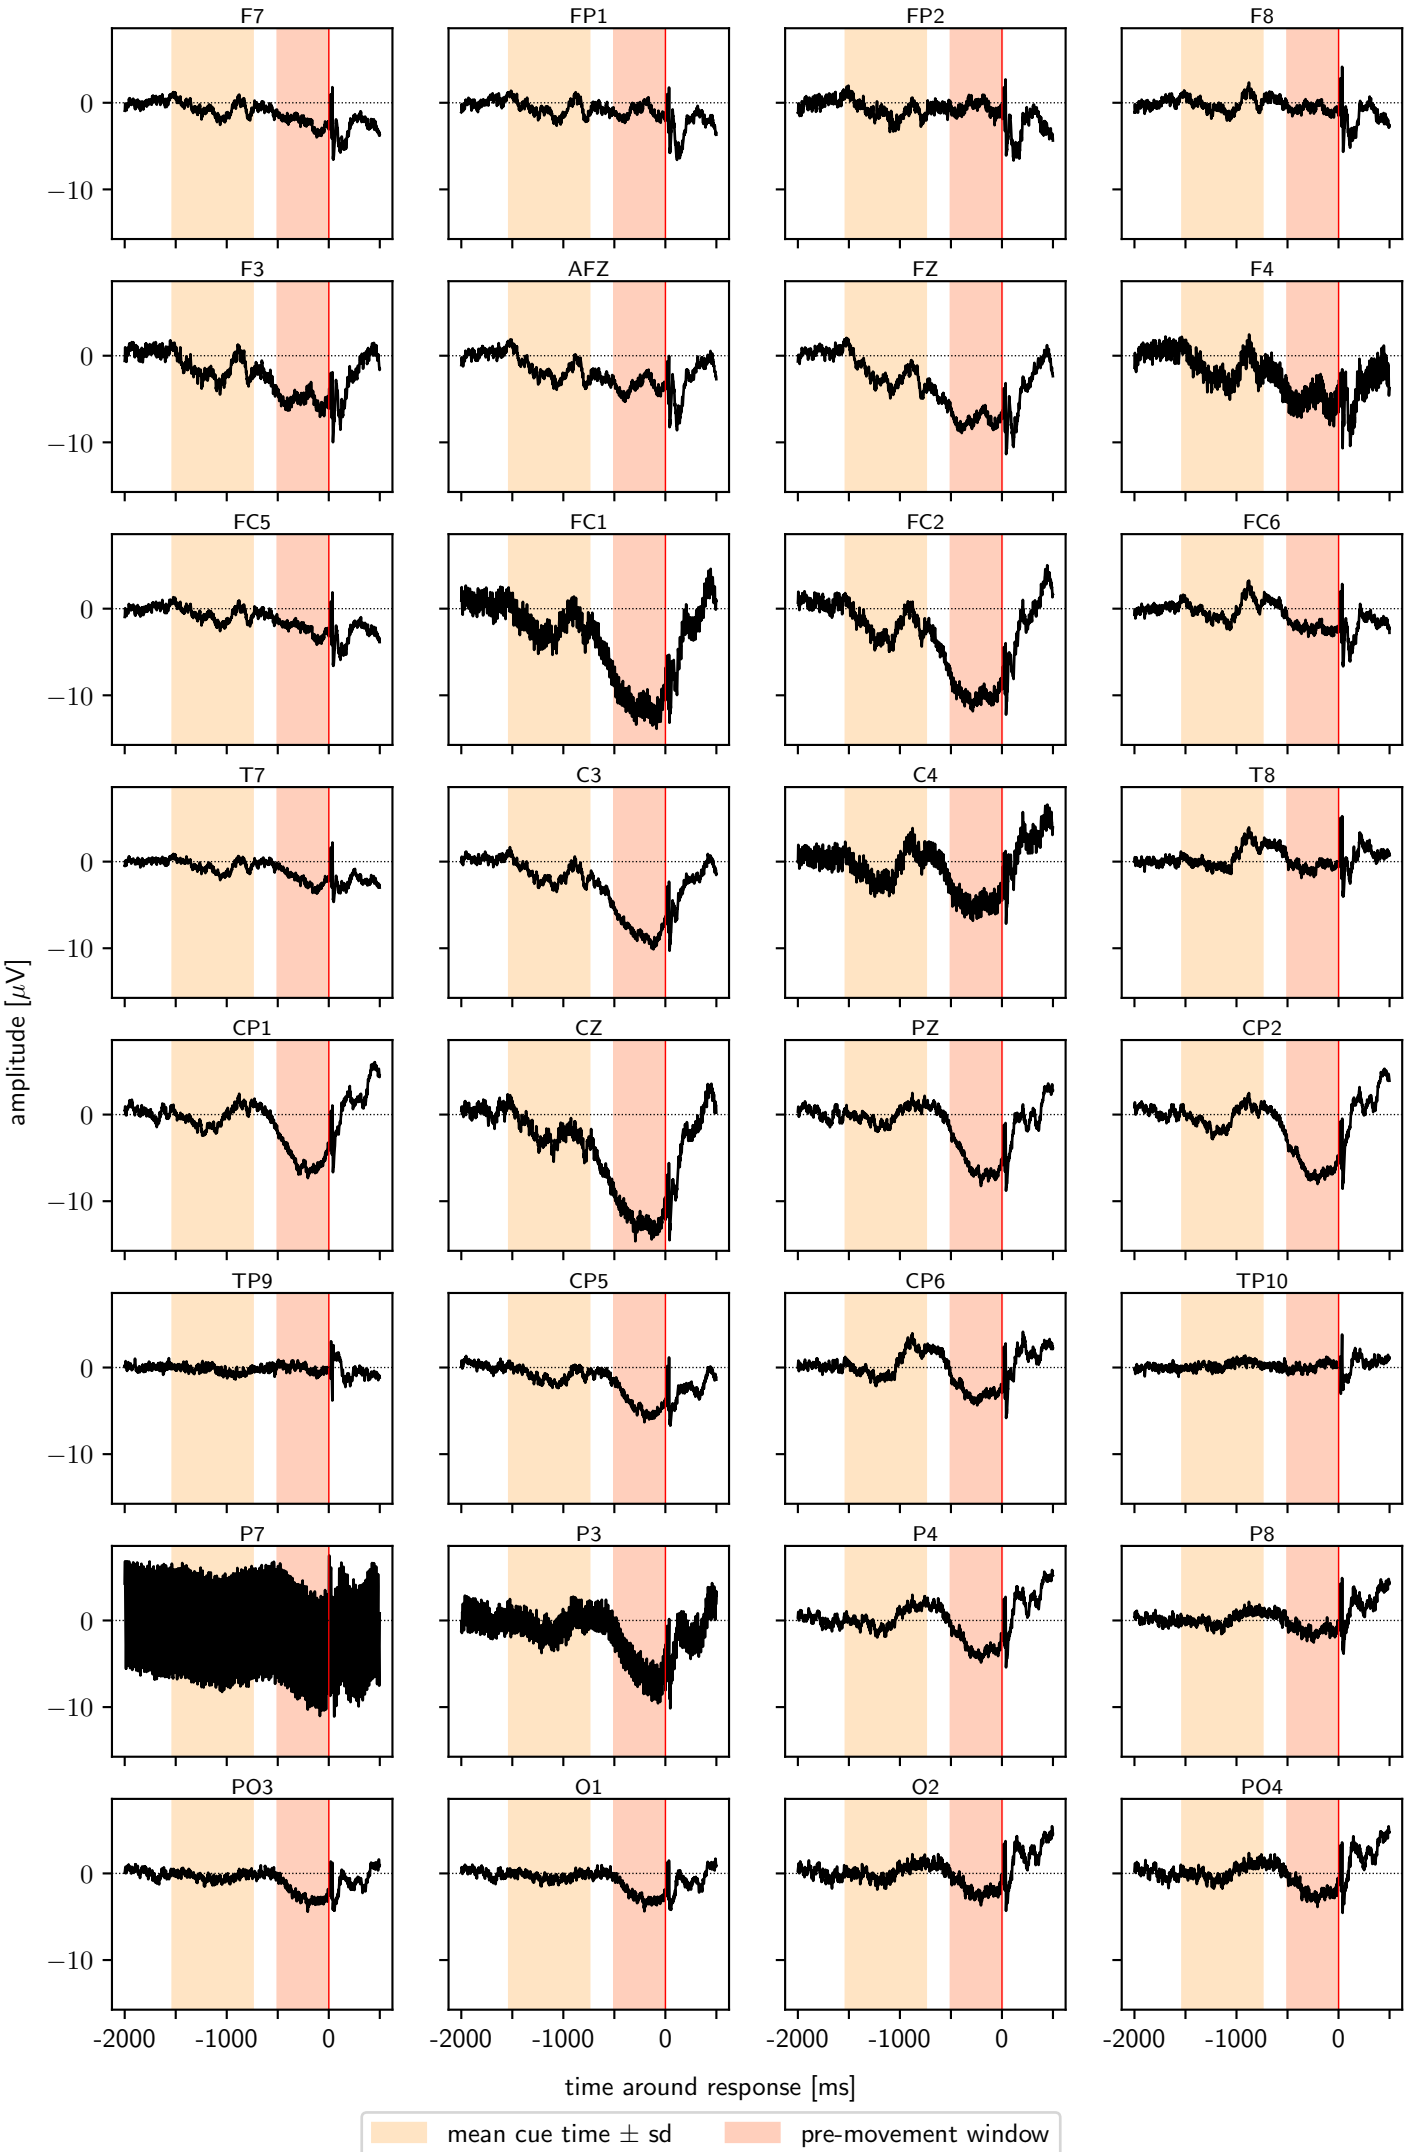 F7 FP1 FP2 F8
0
−10
F3 AFZ FZ F4
0
−10
FC5 FC1 FC2 FC6
0
−10
T7 C3 C4 T8
0
−10
CP1 CZ PZ CP2
0
−10
TP9 CP5 CP6 TP10
0
−10
P7 P3 P4 P8
0
−10
PO3 O1 O2 PO4
0
−10
-2000 -1000 0 -2000 -1000 0 -2000 -1000 0 -2000 -1000 0
amplitude [μV]
time around response [ms]
mean cue time ± sd pre-movement window